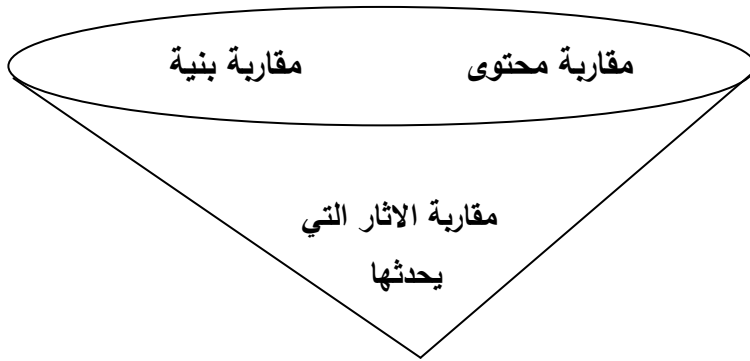 مقاربة محتوى
مقاربة بنية
مقاربة الاثار التي
يحدثها